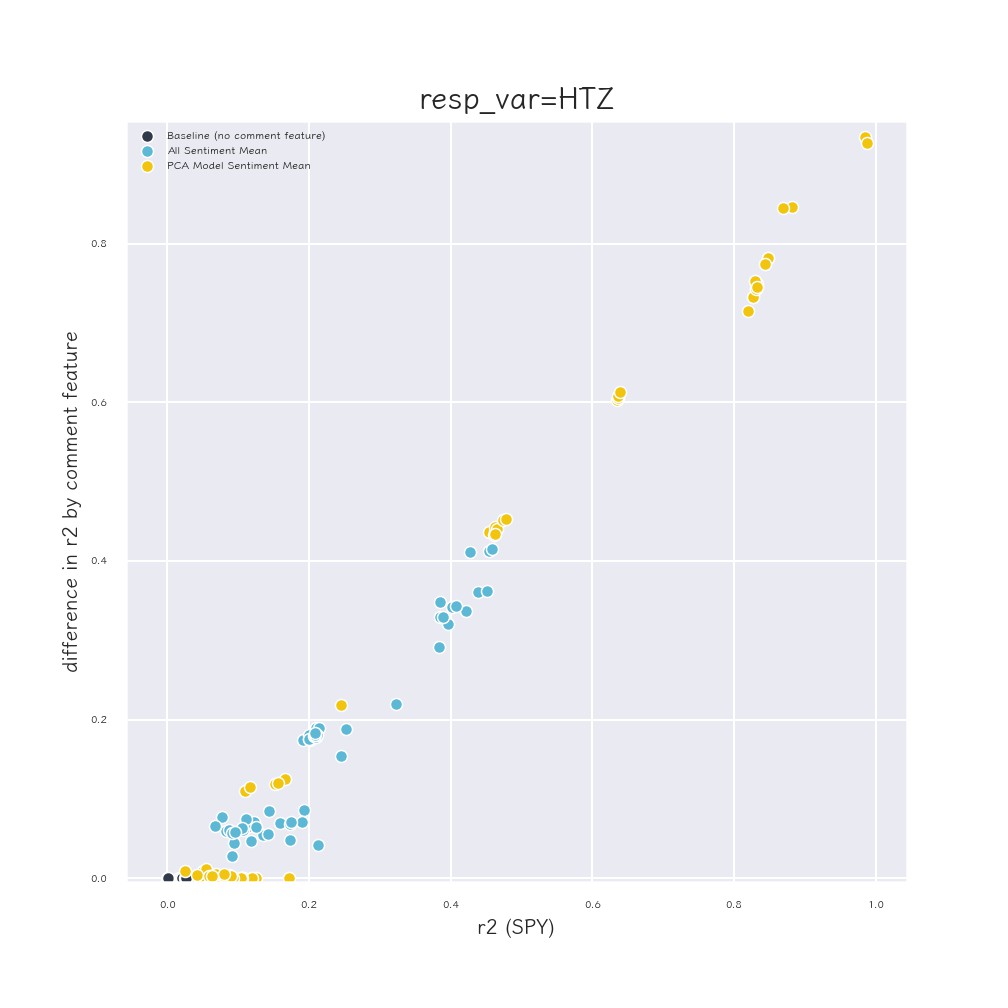 resp_var=HTZ
Baseline (no comment feature)
All Sentiment Mean
PCA Model Sentiment Mean
difference in r2 by comment feature
0.8
0.6
0.4
0.2
0.0
0.0 0.2 0.4 0.6 0.8 1.0
r2 (SPY)